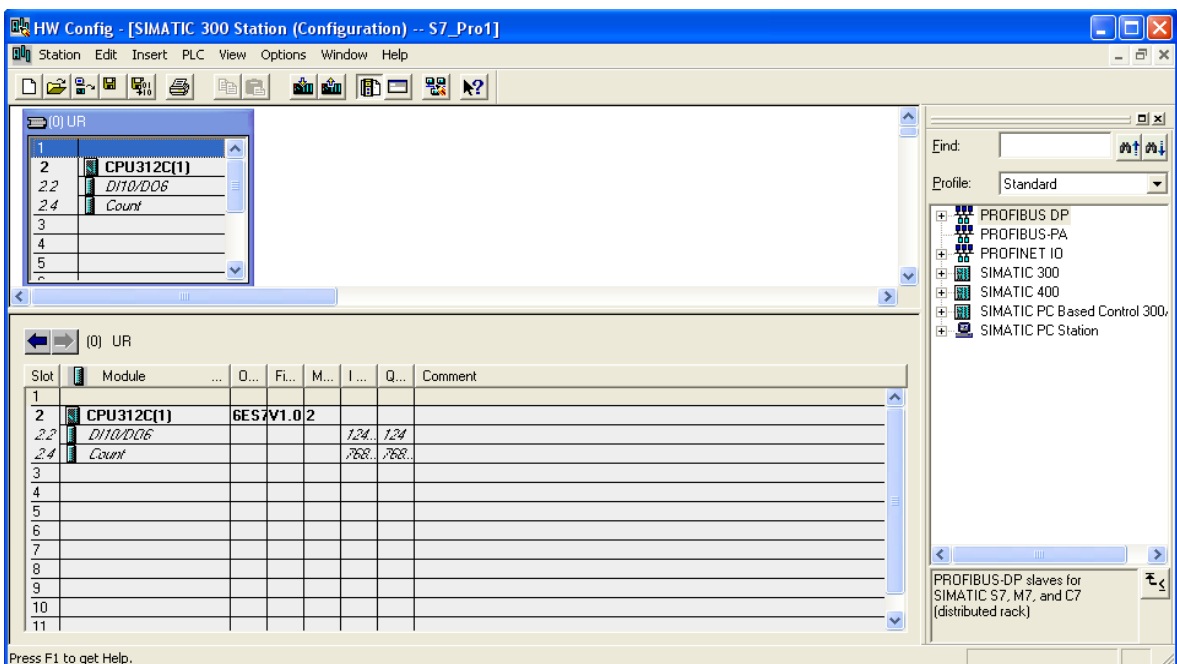 HW Config - [SIMATIC 300 Station (Configuration) -- S7_Pro1]
Station Edit Insert PLC View Options Window Help
(0) UR
1
2 CPU312C(1)
2.2 DI10/DO6
2.4 Count
3
4
5
Find:
Profile: Standard
PROFIBUS DP
PROFIBUS-PA
PROFINET IO
SIMATIC 300
SIMATIC 400
SIMATIC PC Based Control 300/
SIMATIC PC Station
(0) UR
Slot Module ... O... Fi... M... I ... Q... Comment
1
2 CPU312C(1) 6ES7 V1.0 2
2.2 DI10/DO6 124.. 124
2.4 Count 768.. 768..
3
4
5
6
7
8
9
10
11
PROFIBUS-DP slaves for
SIMATIC S7, M7, and C7
(distributed rack)
Press F1 to get Help.